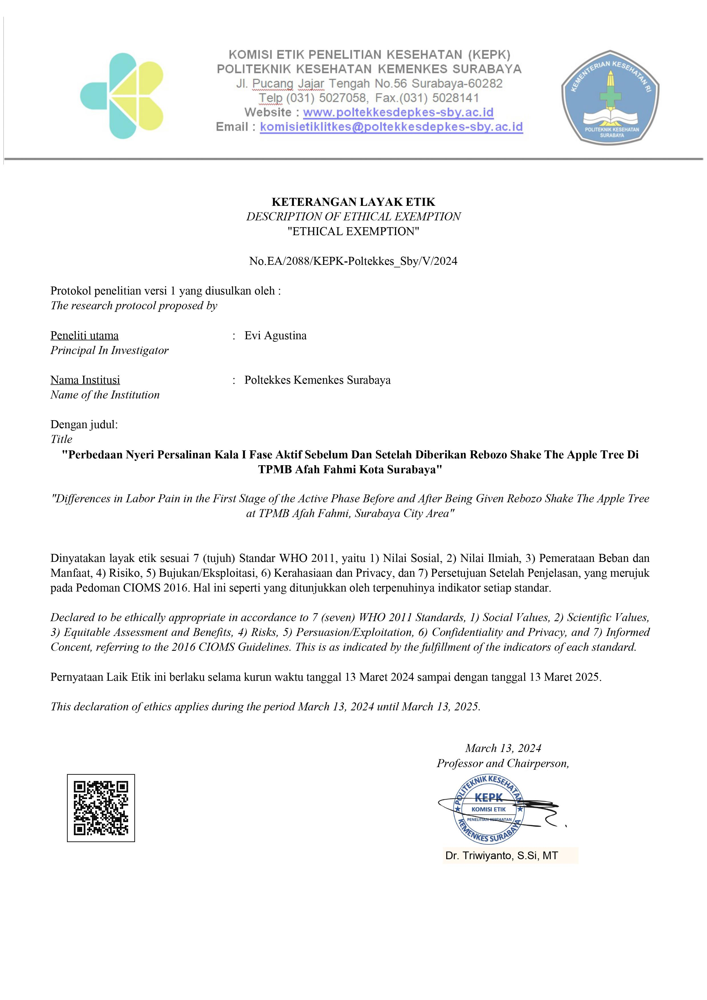 KOMISI ETIK PENELITIAN KESEHATAN (KEPK)
POLITEKNIK KESEHATAN KEMENKES SURABAYA
Jl. Pucang Jajar Tengah No.56 Surabaya-60282
Telp (031) 5027058, Fax.(031) 5028141
Website : www.poltekkesdepkes-sby.ac.id
Email : komisietiklitkes@poltekkesdepkes-sby.ac.id
KEMENTERIAN KESEHATAN RI
POLITEKNIK KESEHATAN
SURABAYA
KETERANGAN LAYAK ETIK
DESCRIPTION OF ETHICAL EXEMPTION
"ETHICAL EXEMPTION"
No.EA/2088/KEPK-Poltekkes_Sby/V/2024
Protokol penelitian versi 1 yang diusulkan oleh :
The research protocol proposed by
Peneliti utama : Evi Agustina
Principal In Investigator
Nama Institusi : Poltekkes Kemenkes Surabaya
Name of the Institution
Dengan judul:
Title
"Perbedaan Nyeri Persalinan Kala I Fase Aktif Sebelum Dan Setelah Diberikan Rebozo Shake The Apple Tree Di
TPMB Afah Fahmi Kota Surabaya"
"Differences in Labor Pain in the First Stage of the Active Phase Before and After Being Given Rebozo Shake The Apple Tree
at TPMB Afah Fahmi, Surabaya City Area"
Dinyatakan layak etik sesuai 7 (tujuh) Standar WHO 2011, yaitu 1) Nilai Sosial, 2) Nilai Ilmiah, 3) Pemerataan Beban dan
Manfaat, 4) Risiko, 5) Bujukan/Eksploitasi, 6) Kerahasiaan dan Privacy, dan 7) Persetujuan Setelah Penjelasan, yang merujuk
pada Pedoman CIOMS 2016. Hal ini seperti yang ditunjukkan oleh terpenuhinya indikator setiap standar.
Declared to be ethically appropriate in accordance to 7 (seven) WHO 2011 Standards, 1) Social Values, 2) Scientific Values,
3) Equitable Assessment and Benefits, 4) Risks, 5) Persuasion/Exploitation, 6) Confidentiality and Privacy, and 7) Informed
Concent, referring to the 2016 CIOMS Guidelines. This is as indicated by the fulfillment of the indicators of each standard.
Pernyataan Laik Etik ini berlaku selama kurun waktu tanggal 13 Maret 2024 sampai dengan tanggal 13 Maret 2025.
This declaration of ethics applies during the period March 13, 2024 until March 13, 2025.
March 13, 2024
Professor and Chairperson,
POLITEKNIK KESEHATAN
KEPK
KOMISI ETIK
PENELITIAN KESEHATAN
KEMENKES SURABAYA
Dr. Triwiyanto, S.Si, MT